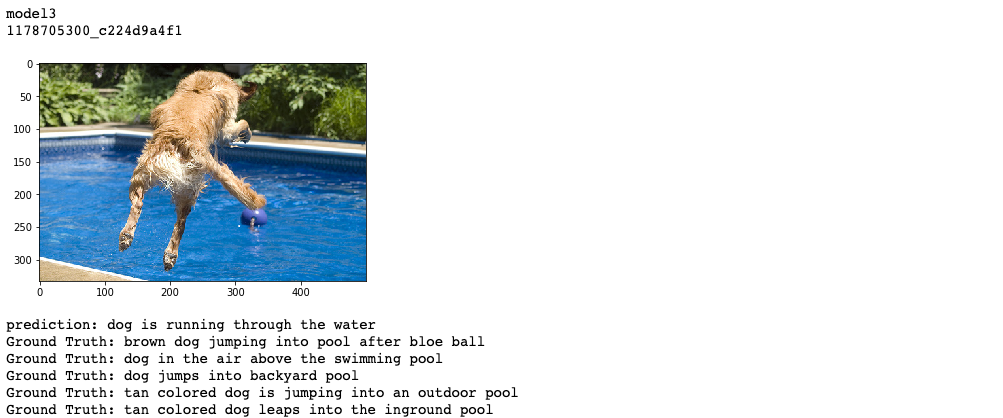 model3
1178705300_c224d9a4f1
0
50
100
150
200
250
300
0 100 200 300 400
prediction: dog is running through the water
Ground Truth: brown dog jumping into pool after bloe ball
Ground Truth: dog in the air above the swimming pool
Ground Truth: dog jumps into backyard pool
Ground Truth: tan colored dog is jumping into an outdoor pool
Ground Truth: tan colored dog leaps into the inground pool